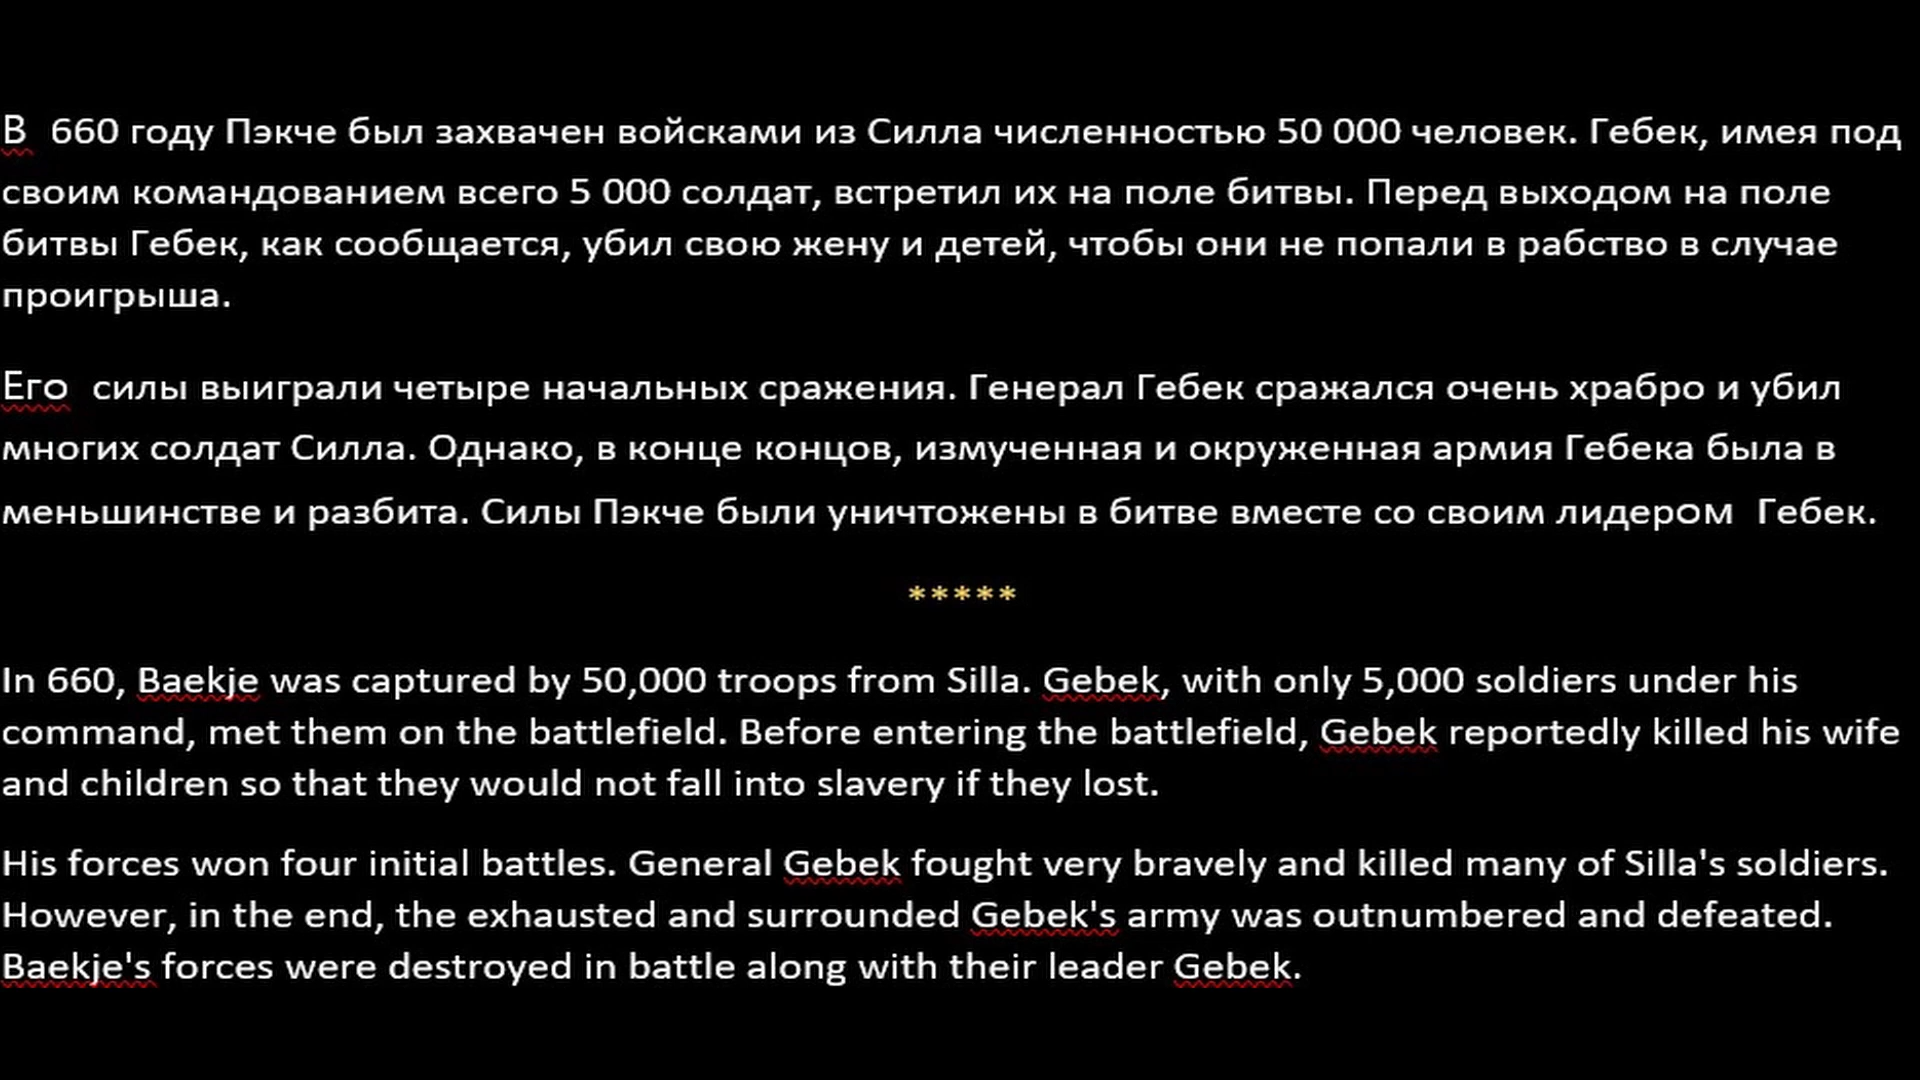 В  660 году Пэкче был захвачен войсками из Силла численностью 50 000 человек. Гебек, имея под
своим командованием всего 5 000 солдат, встретил их на поле битвы. Перед выходом на поле
битвы Гебек, как сообщается, убил свою жену и детей, чтобы они не попали в рабство в случае
проигрыша.
Его  силы выиграли четыре начальных сражения. Генерал Гебек сражался очень храбро и убил
многих солдат Силла. Однако, в конце концов, измученная и окруженная армия Гебека была в
меньшинстве и разбита. Силы Пэкче были уничтожены в битве вместе со своим лидером  Гебек.
*****
In 660, Baekje was captured by 50,000 troops from Silla. Gebek, with only 5,000 soldiers under his
command, met them on the battlefield. Before entering the battlefield, Gebek reportedly killed his wife
and children so that they would not fall into slavery if they lost.
His forces won four initial battles. General Gebek fought very bravely and killed many of Silla's soldiers.
However, in the end, the exhausted and surrounded Gebek's army was outnumbered and defeated.
Baekje's forces were destroyed in battle along with their leader Gebek.